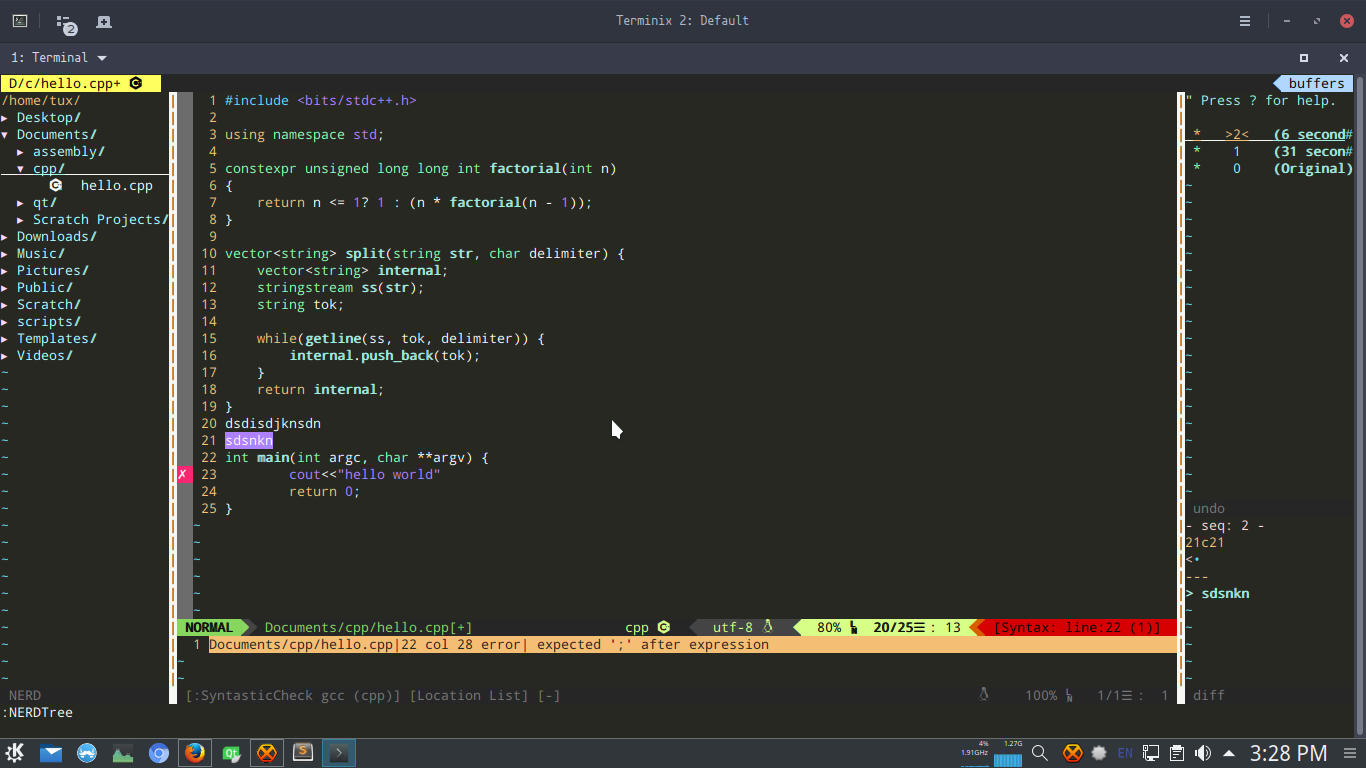 2
Terminix 2: Default
1: Terminal
D/c/hello.cpp+
buffers
/home/tux/
▸ Desktop/
▾ Documents/
▸ assembly/
▾ cpp/
hello.cpp
▸ qt/
▸ Scratch Projects/
▸ Downloads/
▸ Music/
▸ Pictures/
▸ Public/
▸ Scratch/
▸ scripts/
▸ Templates/
▸ Videos/
1 #include <bits/stdc++.h>
2
3 using namespace std;
4
5 constexpr unsigned long long int factorial(int n)
6 {
7     return n <= 1? 1 : (n * factorial(n - 1));
8 }
9
10 vector<string> split(string str, char delimiter) {
11     vector<string> internal;
12     stringstream ss(str);
13     string tok;
14
15     while(getline(ss, tok, delimiter)) {
16         internal.push_back(tok);
17     }
18     return internal;
19 }
20 dsdisdjknsdn
21 sdsnkn
22 int main(int argc, char **argv) {
✗ 23         cout<<"hello world"
24         return 0;
25 }
" Press ? for help.
*   >2<   (6 second#
*    1    (31 secon#
*    0    (Original)
undo
- seq: 2 -
21c21
<•
---
> sdsnkn
NORMAL Documents/cpp/hello.cpp[+] cpp utf-8 80% 20/25☰ : 13 [Syntax: line:22 (1)]
1 Documents/cpp/hello.cpp|22 col 28 error| expected ';' after expression
NERD [:SyntasticCheck gcc (cpp)] [Location List] [-] 100% 1/1☰ : 1 diff
:NERDTree
Qt
S
4%
1.91GHz
1.27G
EN
3:28 PM